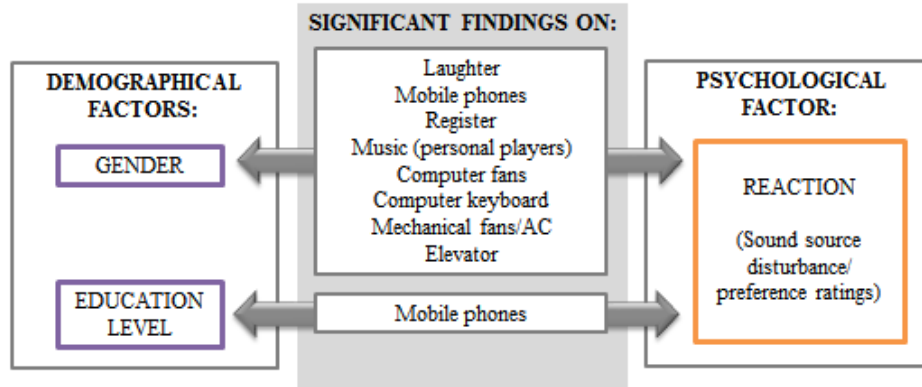 SIGNIFICANT FINDINGS ON:
DEMOGRAPHICAL
FACTORS:
GENDER
EDUCATION
LEVEL
Laughter
Mobile phones
Register
Music (personal players)
Computer fans
Computer keyboard
Mechanical fans/AC
Elevator
Mobile phones
PSYCHOLOGICAL
FACTOR:
REACTION
(Sound source
disturbance/
preference ratings)